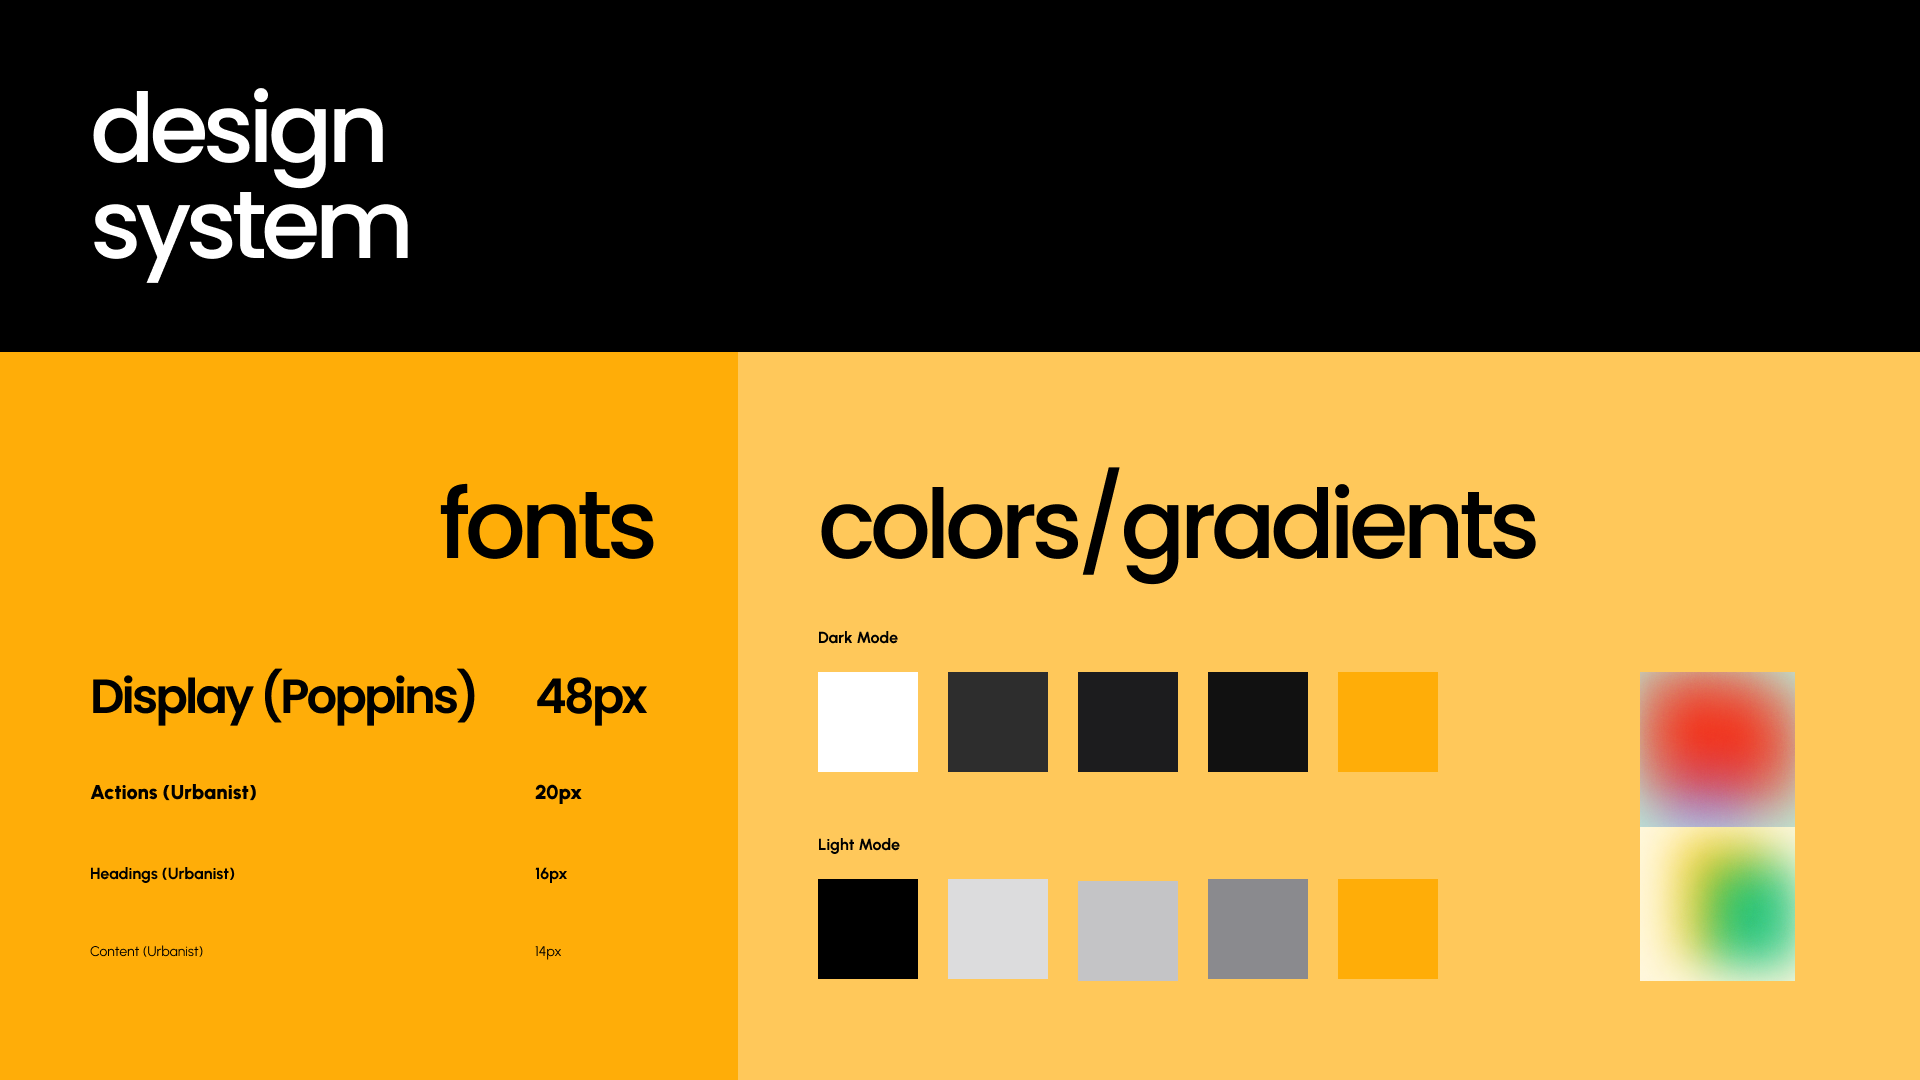 design
system
fonts
Display (Poppins) 48px
Actions (Urbanist) 20px
Headings (Urbanist) 16px
Content (Urbanist) 14px
colors/gradients
Dark Mode
Light Mode